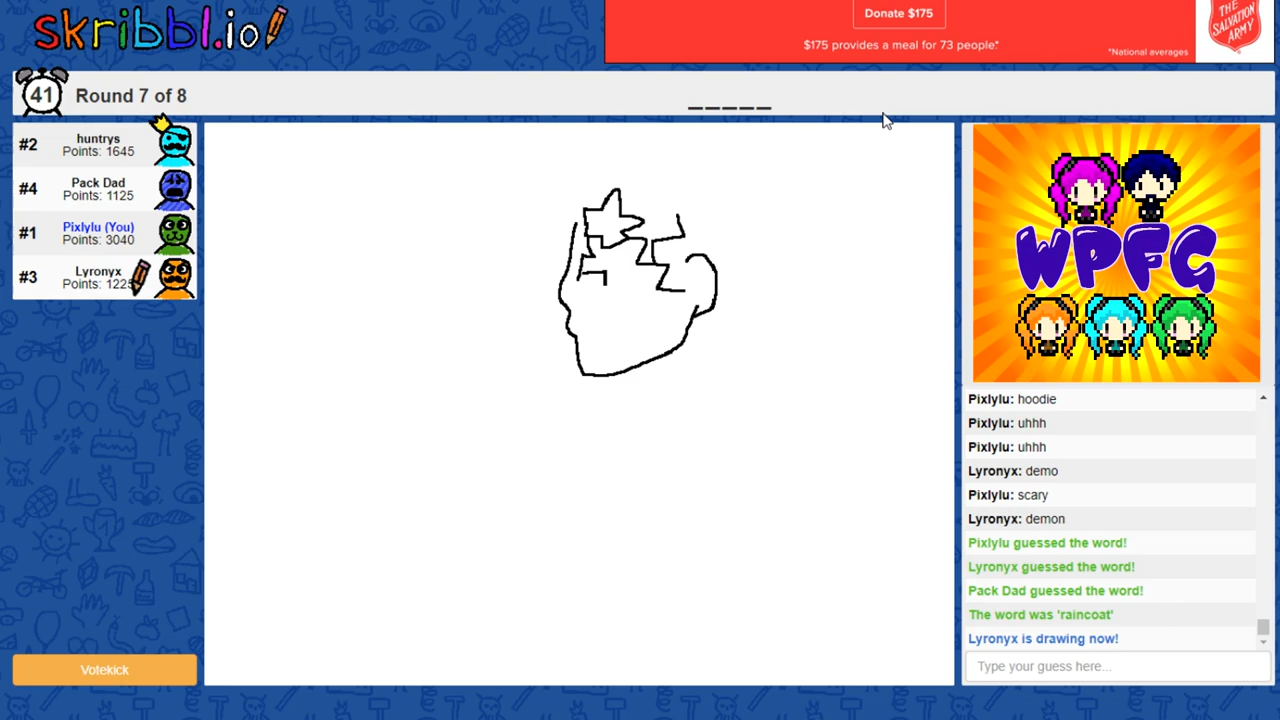 skribbl.io
Donate $175
$175 provides a meal for 73 people.*
*National averages
THE SALVATION ARMY
41
Round 7 of 8
_____
#2
huntrys
Points: 1645
#4
Pack Dad
Points: 1125
#1
Pixlylu (You)
Points: 3040
#3
Lyronyx
Points: 1225
WPFG
Pixlylu: hoodie
Pixlylu: uhhh
Pixlylu: uhhh
Lyronyx: demo
Pixlylu: scary
Lyronyx: demon
Pixlylu guessed the word!
Lyronyx guessed the word!
Pack Dad guessed the word!
The word was 'raincoat'
Lyronyx is drawing now!
Type your guess here...
Votekick